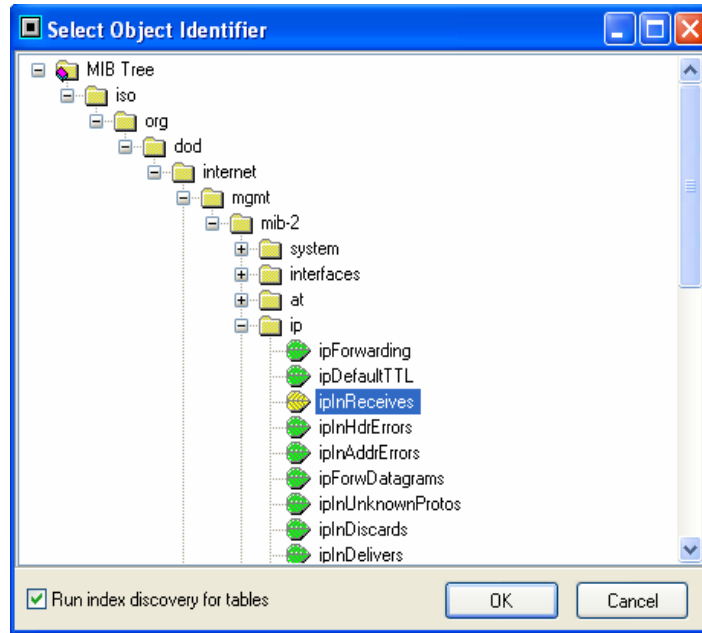 Select Object Identifier
MIB Tree
iso
org
dod
internet
mgmt
mib-2
system
interfaces
at
ip
ipForwarding
ipDefaultTTL
ipInReceives
ipInHdrErrors
ipInAddrErrors
ipForwDatagrams
ipInUnknownProtos
ipInDiscards
ipInDelivers
Run index discovery for tables
OK
Cancel